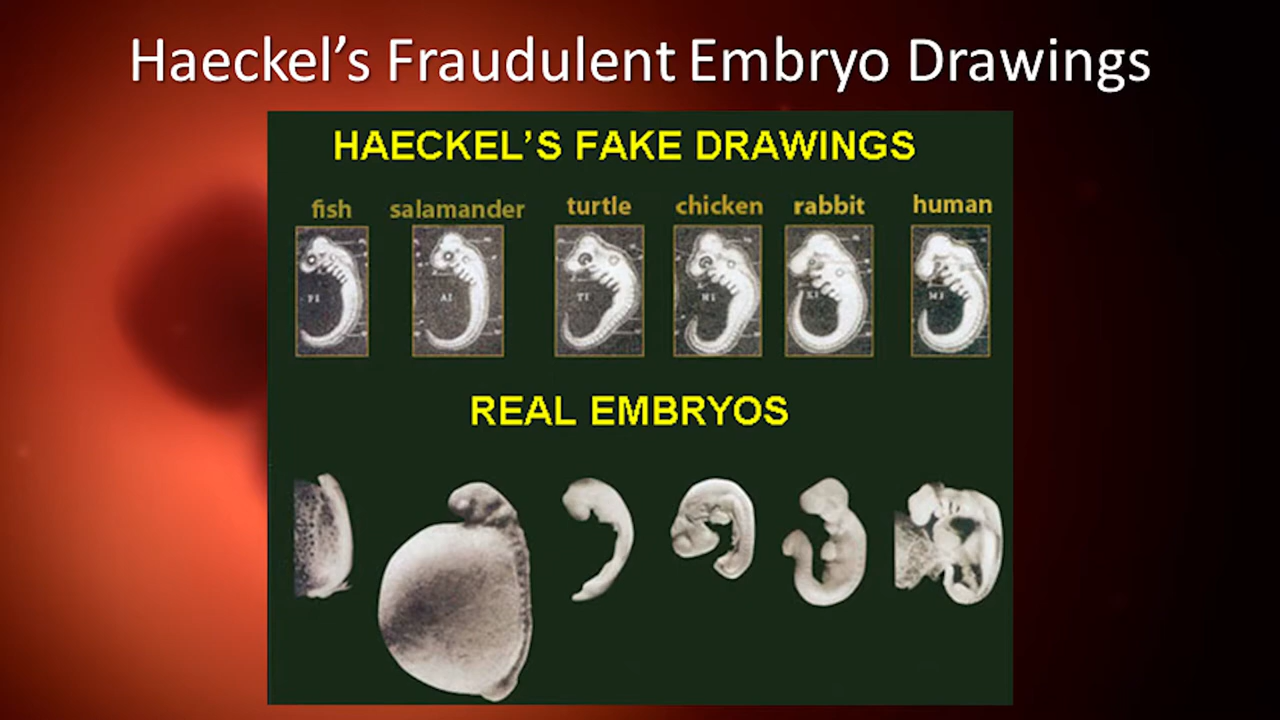 Haeckel’s Fraudulent Embryo Drawings
HAECKEL’S FAKE DRAWINGS
fish salamander turtle chicken rabbit human
REAL EMBRYOS